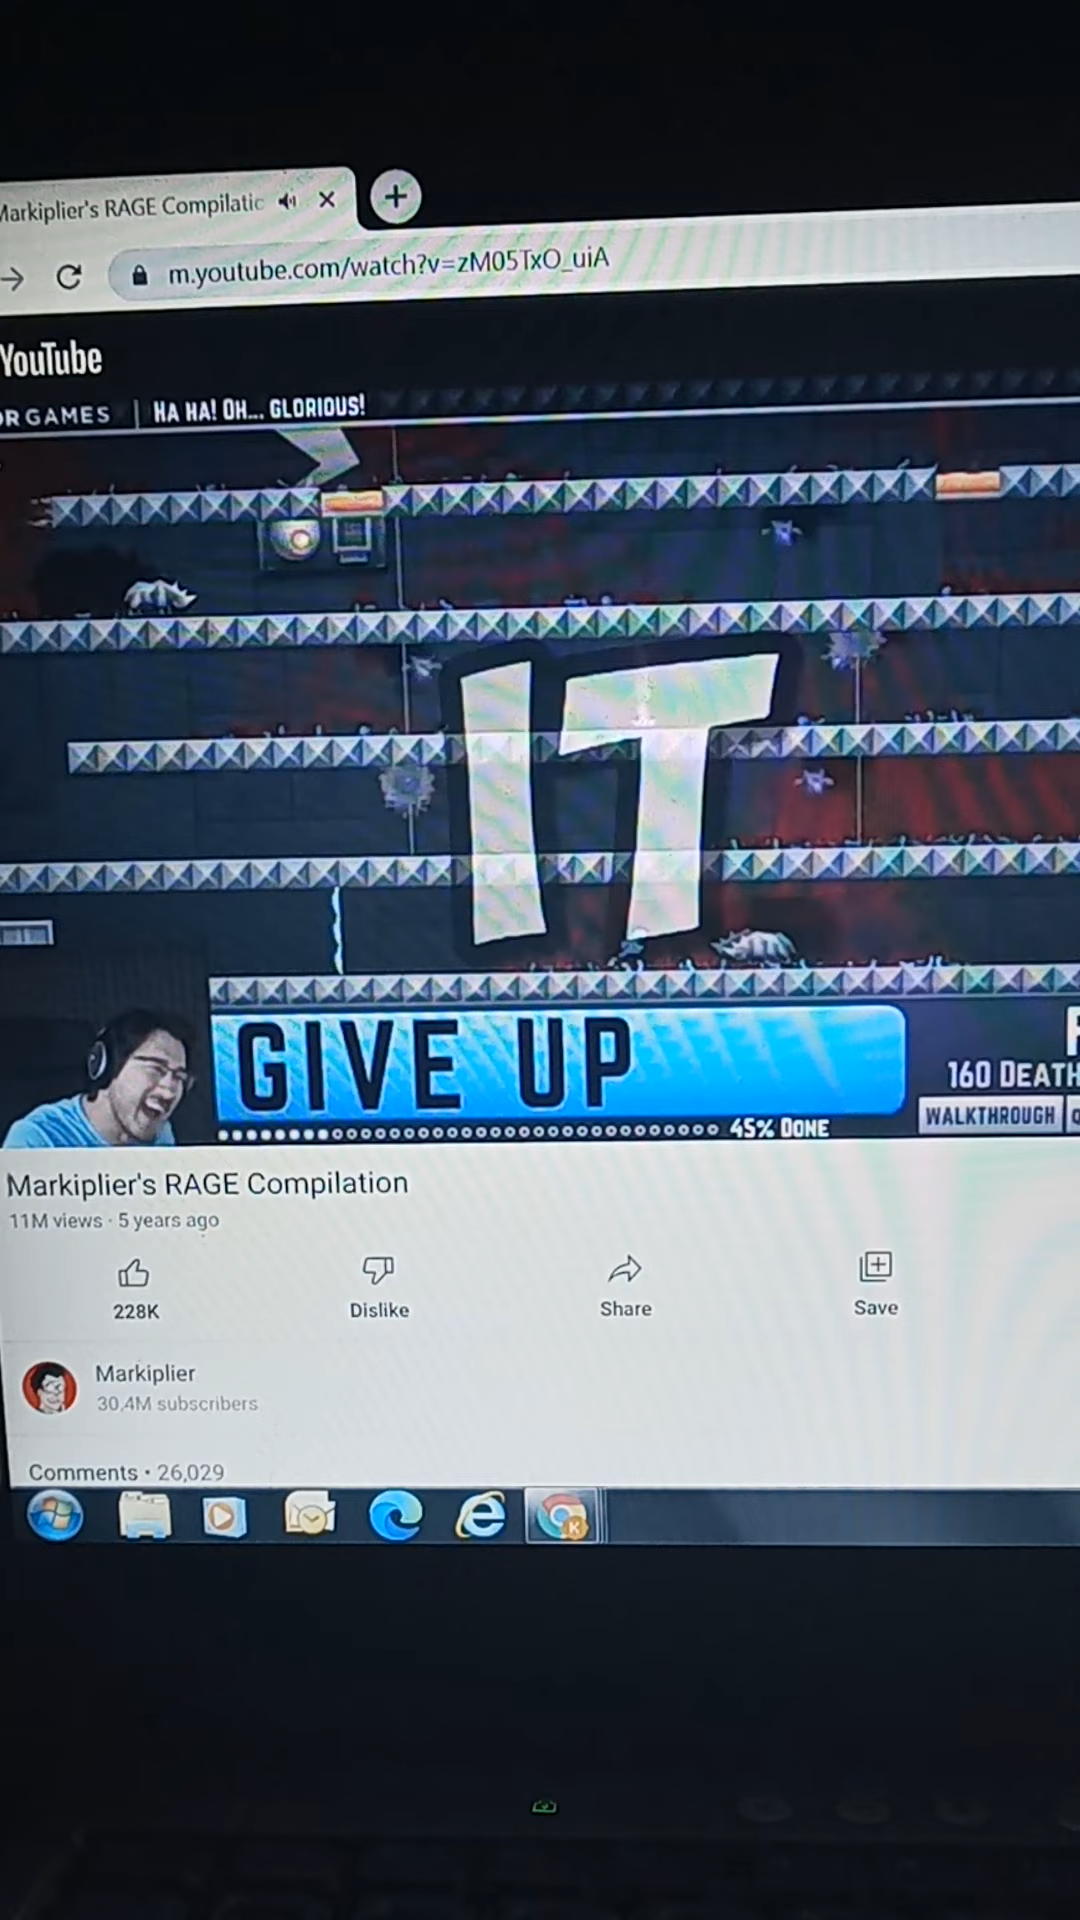 Markiplier's RAGE Compilatic
m.youtube.com/watch?v=zM05TxO_uiA
YouTube
OR GAMES | HA HA! OH... GLORIOUS!
IT
GIVE UP
160 DEATH
WALKTHROUGH
45% DONE
Markiplier's RAGE Compilation
11M views · 5 years ago
228K
Dislike
Share
Save
Markiplier
30,4M subscribers
Comments • 26,029
K